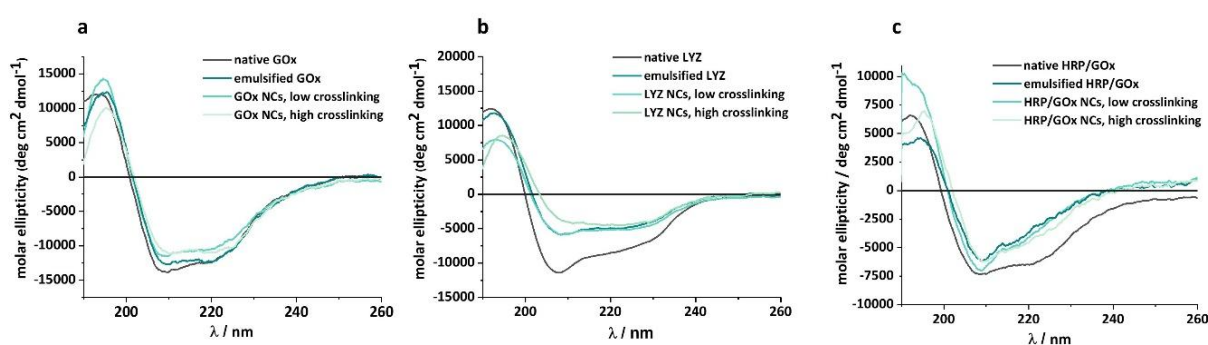 a
native GOx
emulsified GOx
GOx NCs, low crosslinking
GOx NCs, high crosslinking
15000
10000
5000
0
-5000
-10000
-15000
molar ellipticity (deg cm² dmol⁻¹)
200
220
240
260
λ / nm
b
native LYZ
emulsified LYZ
LYZ NCs, low crosslinking
LYZ NCs, high crosslinking
20000
15000
10000
5000
0
-5000
-10000
-15000
molar ellipticity (deg cm² dmol⁻¹)
200
220
240
260
λ / nm
c
native HRP/GOx
emulsified HRP/GOx
HRP/GOx NCs, low crosslinking
HRP/GOx NCs, high crosslinking
10000
7500
5000
2500
0
-2500
-5000
-7500
-10000
molar ellipticity / deg cm² dmol⁻¹)
200
220
240
260
λ / nm